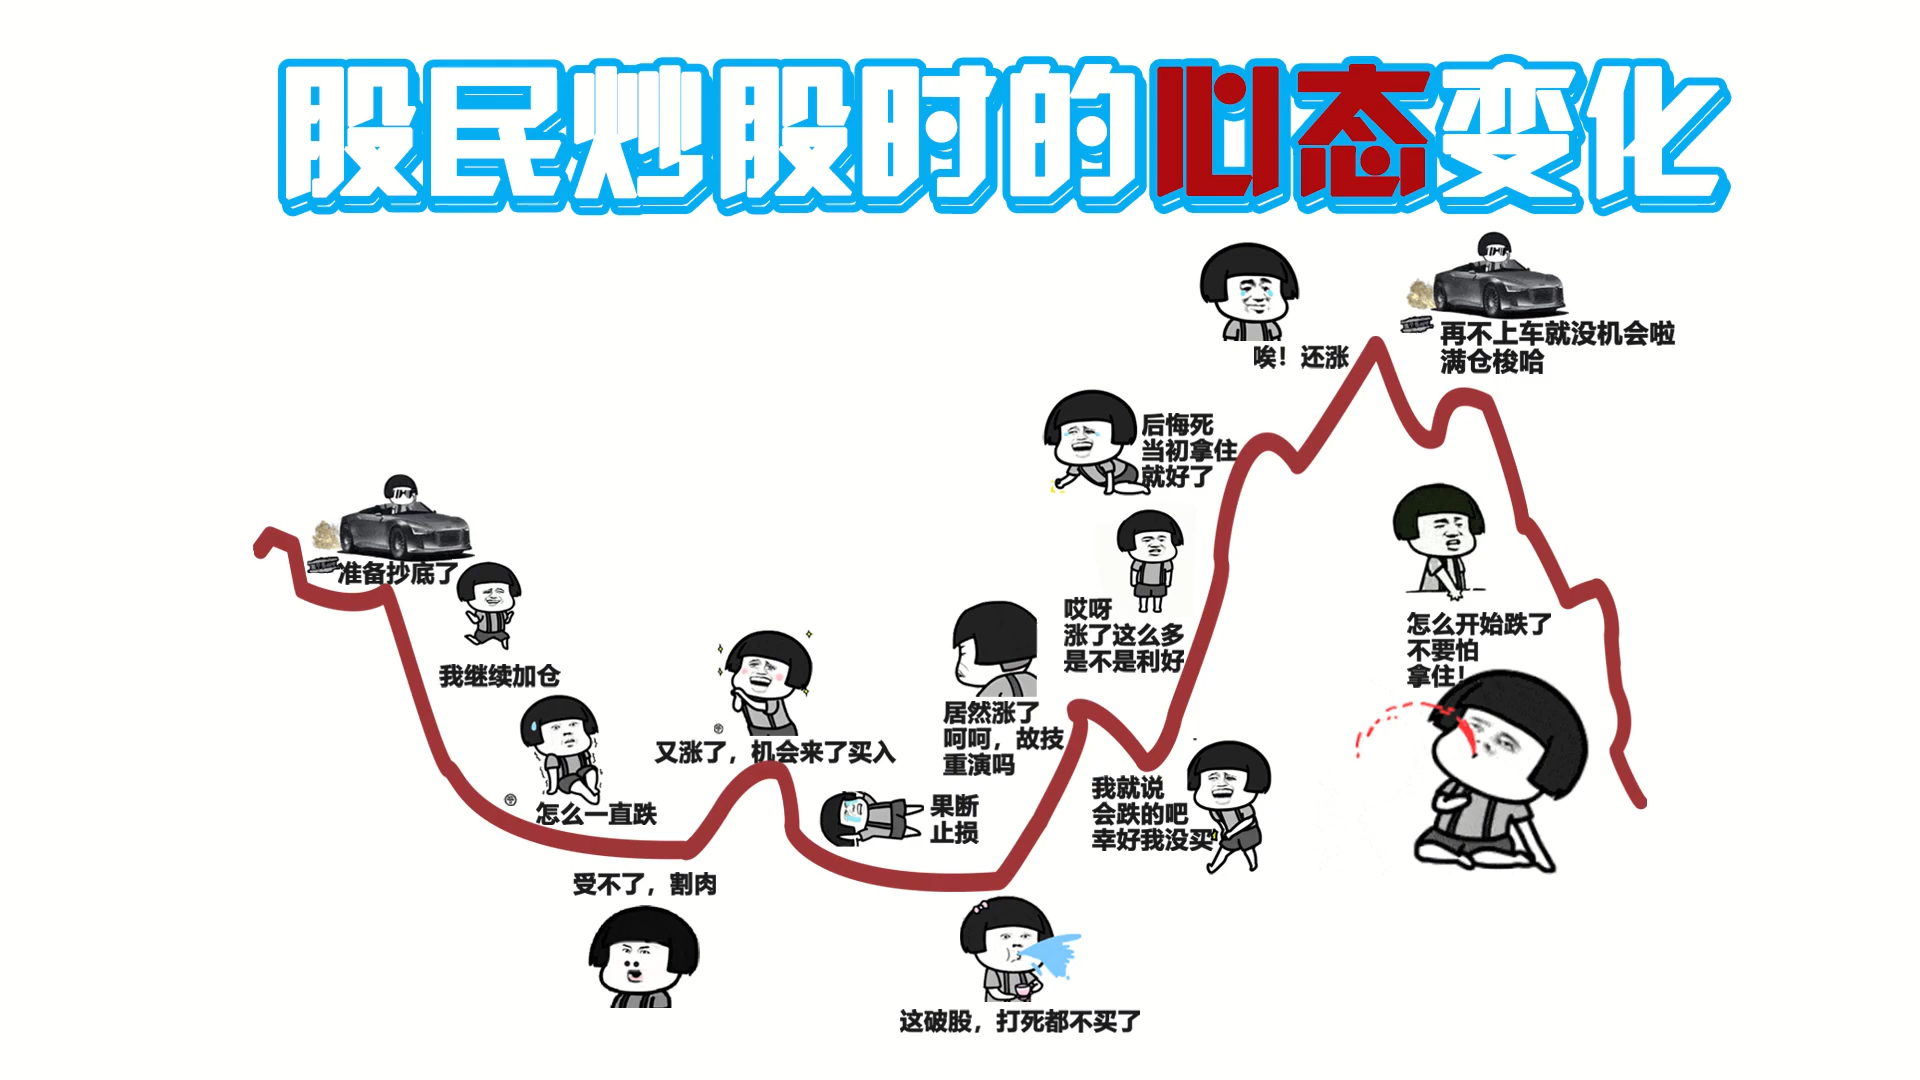 股民炒股时的心态变化
准备抄底了
我继续加仓
怎么一直跌
受不了，割肉
又涨了，机会来了买入
果断
止损
这破股，打死都不买了
居然涨了
呵呵，故技
重演吗
我就说
会跌的吧
幸好我没买
哎呀
涨了这么多
是不是利好
后悔死
当初拿住
就好了
唉！还涨
再不上车就没机会啦
满仓梭哈
怎么开始跌了
不要怕
拿住！